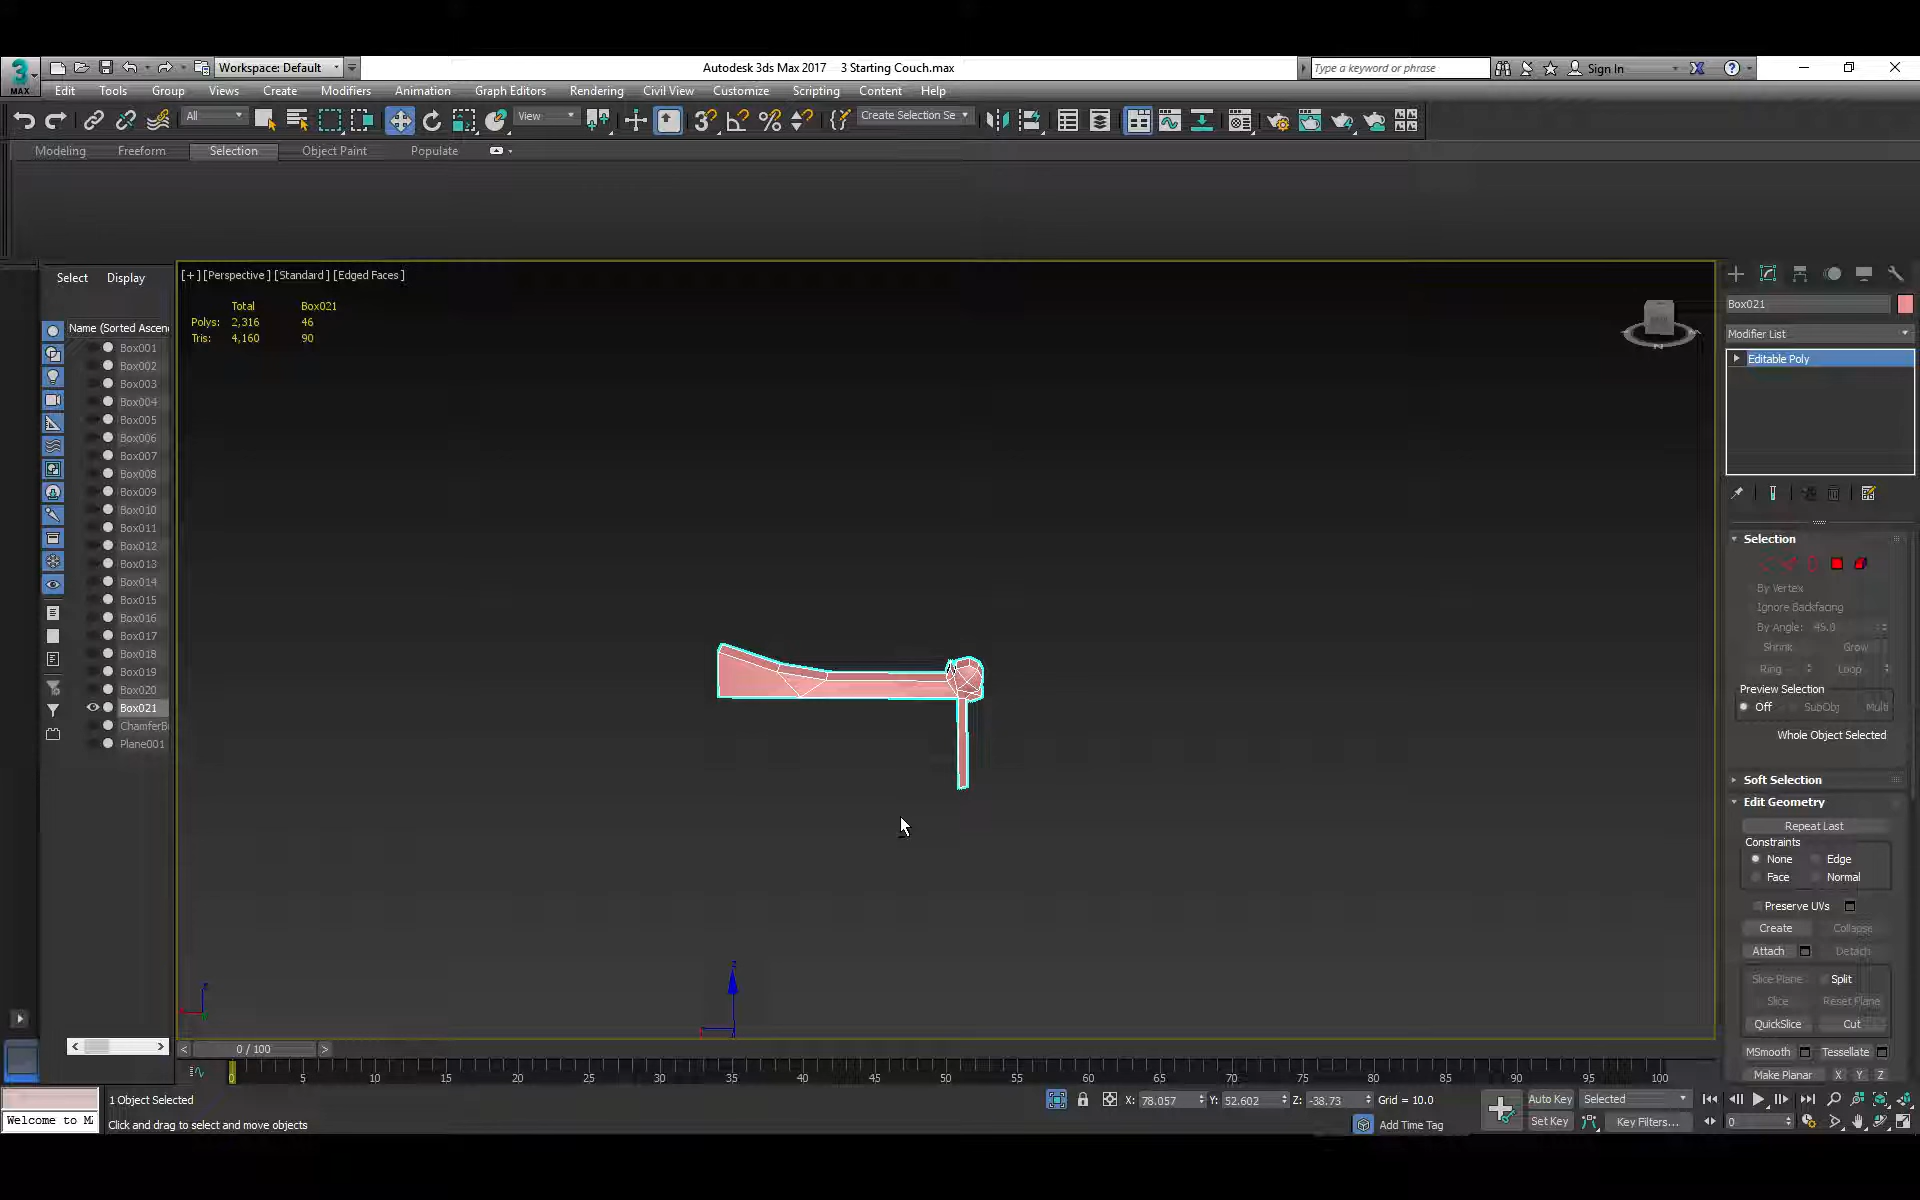 3
MAX
Workspace: Default
Autodesk 3ds Max 2017
3 Starting Couch.max
Type a keyword or phrase
Sign In
Edit
Tools
Group
Views
Create
Modifiers
Animation
Graph Editors
Rendering
Civil View
Customize
Scripting
Content
Help
All
View
Create Selection Se
Modeling
Freeform
Selection
Object Paint
Populate
Select
Display
Name (Sorted Ascen
Box001
Box002
Box003
Box004
Box005
Box006
Box007
Box008
Box009
Box010
Box011
Box012
Box013
Box014
Box015
Box016
Box017
Box018
Box019
Box020
Box021
ChamferB
Plane001
[+] [Perspective ] [Standard ] [Edged Faces ]
Total Box021
Polys: 2,316 46
Tris: 4,160 90
Box021
Modifier List
Editable Poly
Selection
By Vertex
Ignore Backfacing
By Angle: 45.0
Shrink Grow
Ring Loop
Preview Selection
Off SubObj Multi
Whole Object Selected
Soft Selection
Edit Geometry
Repeat Last
Constraints
None Edge
Face Normal
Preserve UVs
Create Collapse
Attach Detach
Slice Plane Split
Slice Reset Plane
QuickSlice Cut
MSmooth Tessellate
Make Planar X Y Z
< 0 / 100 >
0 5 10 15 20 25 30 35 40 45 50 55 60 65 70 75 80 85 90 95 100
1 Object Selected
X: 78.057 Y: 52.602 Z: -38.73 Grid = 10.0
Auto Key Selected
Welcome to M
Click and drag to select and move objects
Add Time Tag
Set Key Key Filters... 0